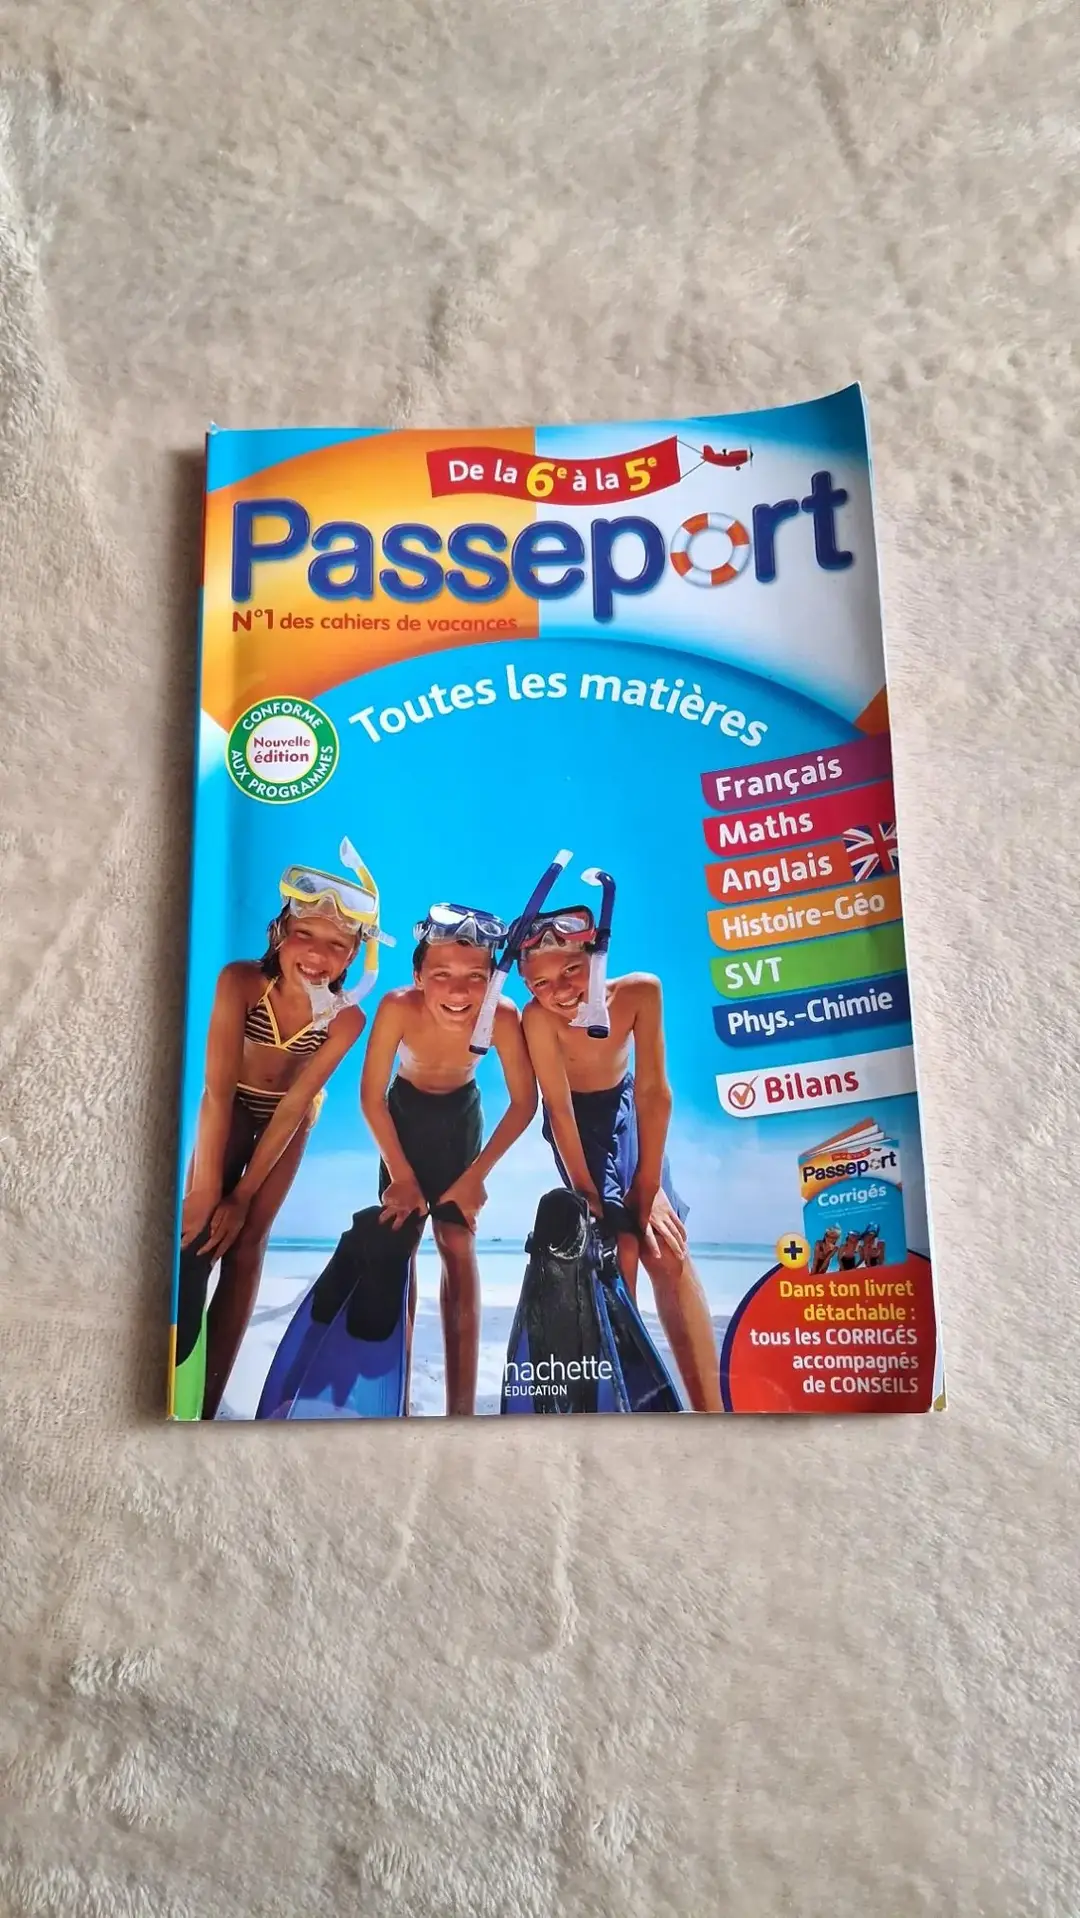 De la 6e à la 5e
Passeport
N°1 des cahiers de vacances
Toutes les matières
CONFORME
Nouvelle
édition
AUX PROGRAMMES
Français
Maths
Anglais
Histoire-Géo
SVT
Phys.-Chimie
Bilans
Passeport
Corrigés
+
Dans ton livret
détachable :
tous les CORRIGÉS
accompagnés
de CONSEILS
hachette
ÉDUCATION